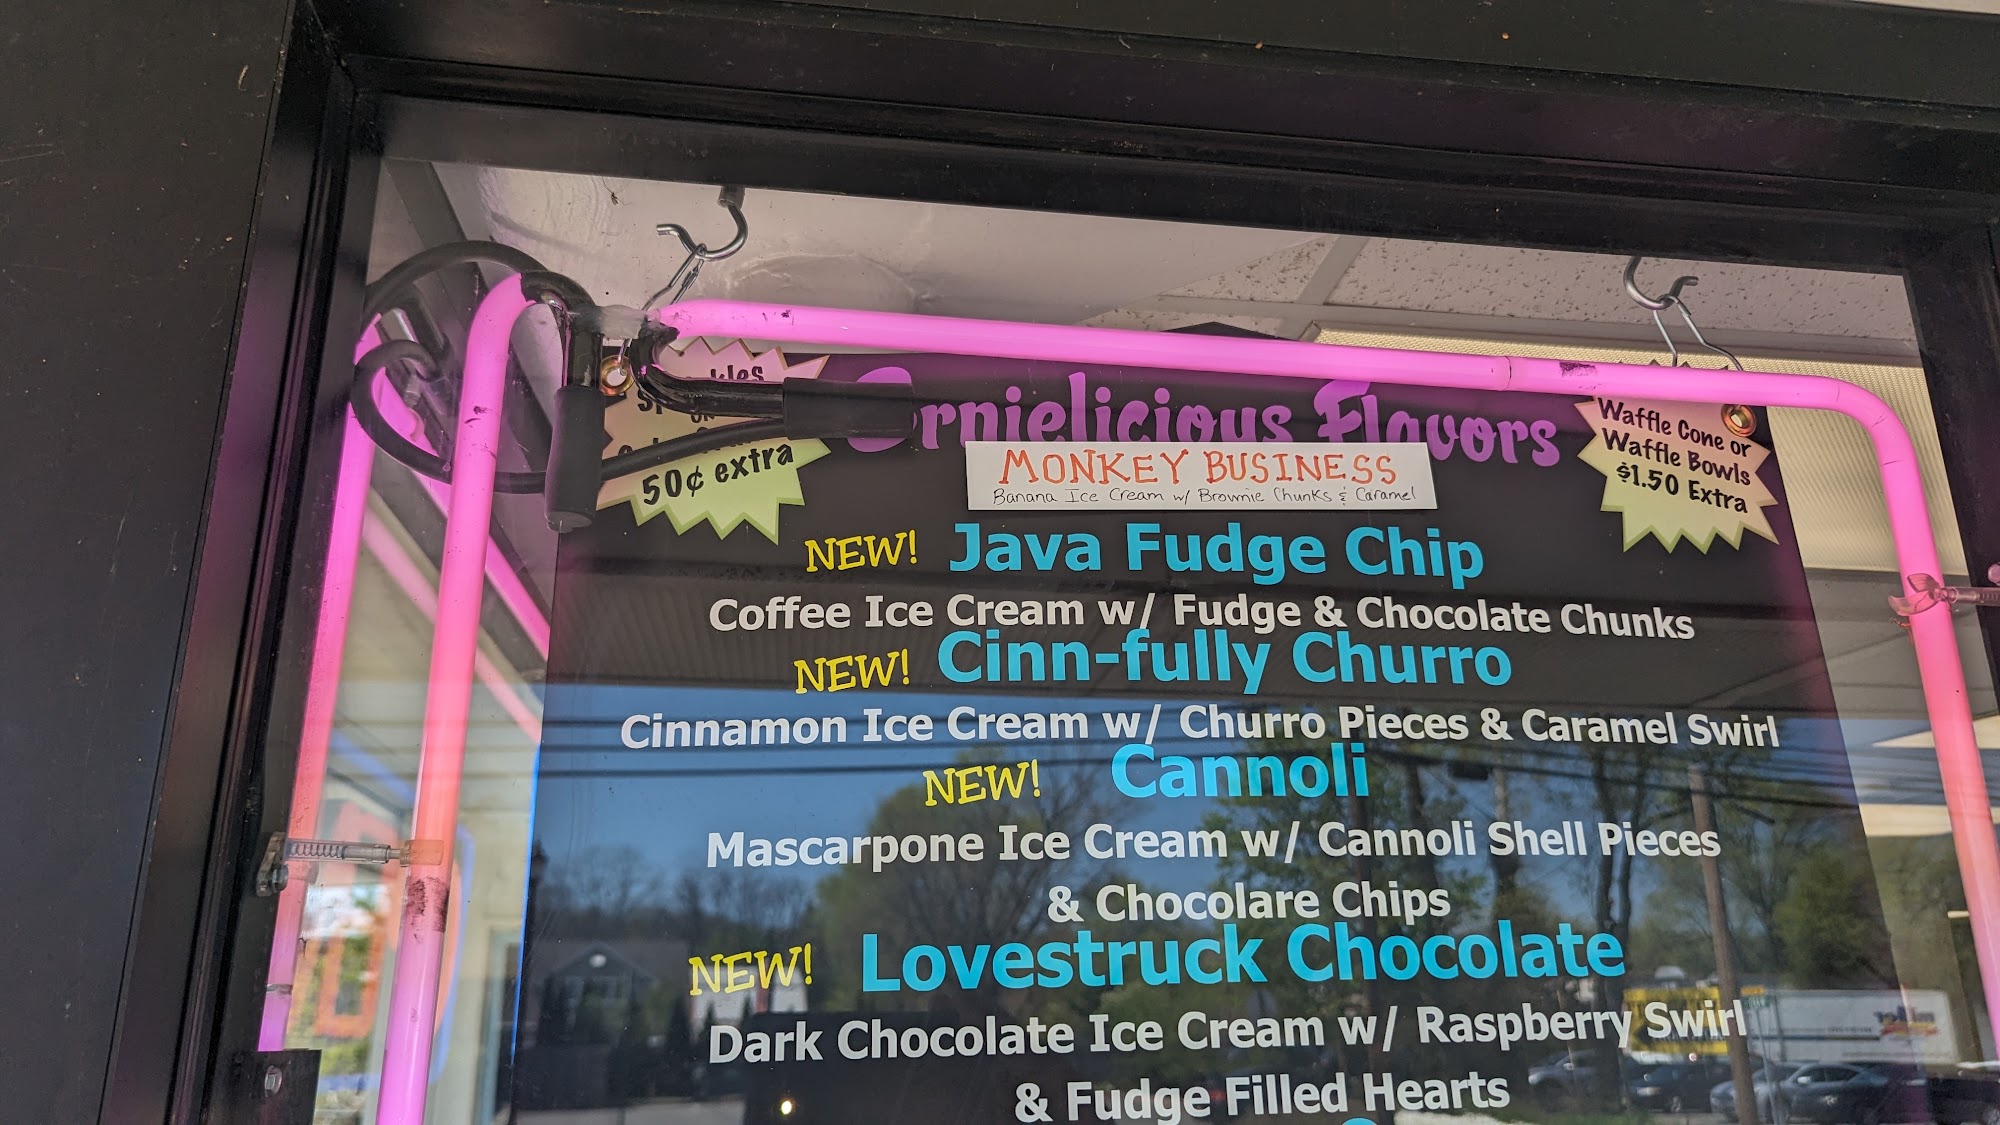 50¢ extra
Ornielicious Flavors
Waffle Cone or
Waffle Bowls
$1.50 Extra
MONKEY BUSINESS
Banana Ice Cream w/ Brownie Chunks & Caramel
NEW! Java Fudge Chip
Coffee Ice Cream w/ Fudge & Chocolate Chunks
NEW! Cinn-fully Churro
Cinnamon Ice Cream w/ Churro Pieces & Caramel Swirl
NEW! Cannoli
Mascarpone Ice Cream w/ Cannoli Shell Pieces
& Chocolare Chips
NEW! Lovestruck Chocolate
Dark Chocolate Ice Cream w/ Raspberry Swirl
& Fudge Filled Hearts